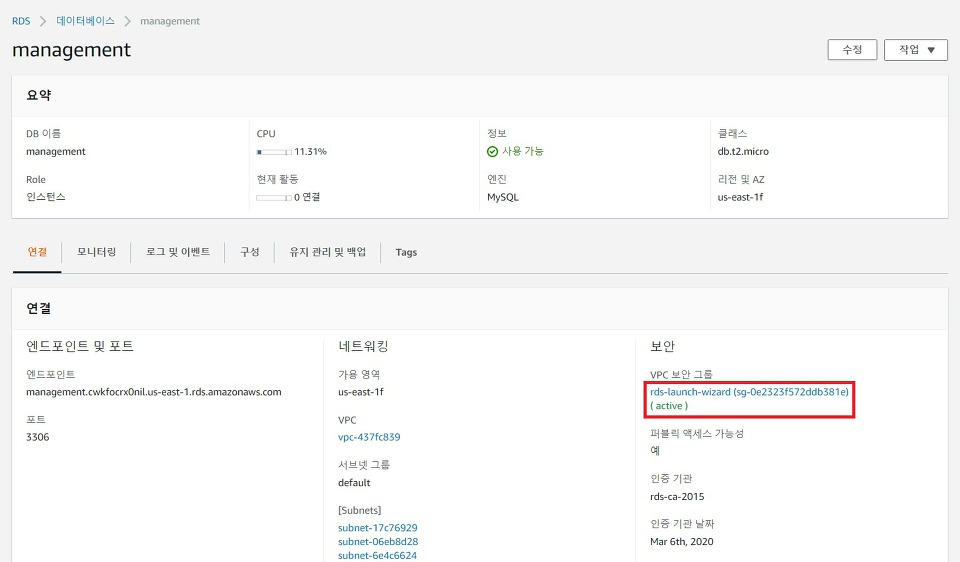 RDS > 데이터베이스 > management
management
수정
작업 ▼
요약
DB 이름
management
CPU
11.31%
정보
사용 가능
클래스
db.t2.micro
Role
인스턴스
현재 활동
0 연결
엔진
MySQL
리전 및 AZ
us-east-1f
연결
모니터링
로그 및 이벤트
구성
유지 관리 및 백업
Tags
연결
엔드포인트 및 포트
엔드포인트
management.cwkfocrx0nil.us-east-1.rds.amazonaws.com
포트
3306
네트워킹
가용 영역
us-east-1f
VPC
vpc-437fc839
서브넷 그룹
default
[Subnets]
subnet-17c76929
subnet-06eb8d28
subnet-6e4c6624
보안
VPC 보안 그룹
rds-launch-wizard (sg-0e2323f572ddb381e)
( active )
퍼블릭 액세스 가능성
예
인증 기관
rds-ca-2015
인증 기관 날짜
Mar 6th, 2020